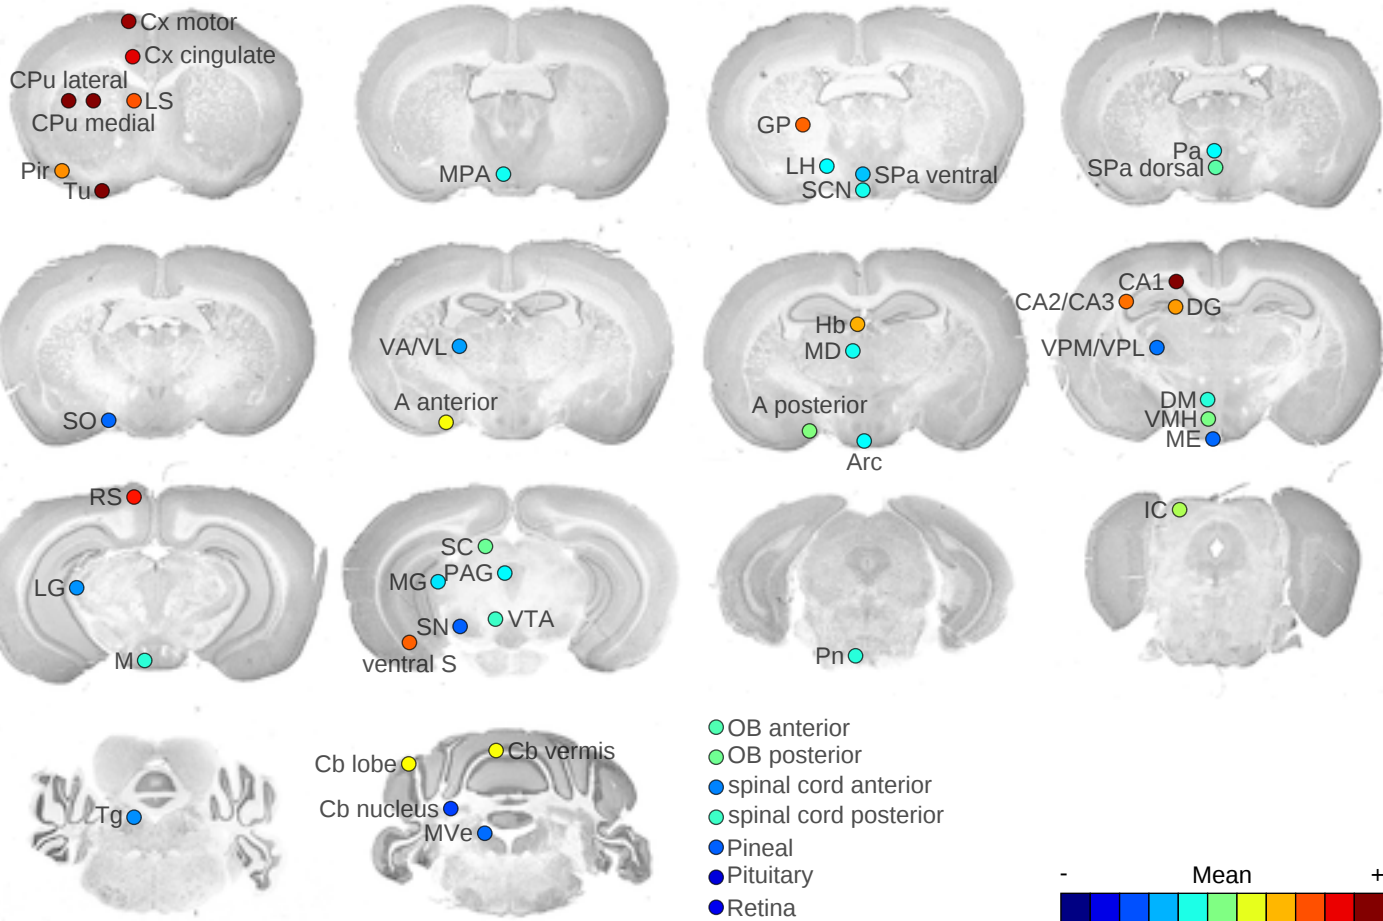 Cx motor
Cx cingulate
CPu lateral
LS
CPu medial
Pir
Tu
MPA
GP
LH
SPa ventral
SCN
Pa
SPa dorsal
SO
VA/VL
A anterior
Hb
MD
A posterior
Arc
CA1
CA2/CA3
DG
VPM/VPL
DM
VMH
ME
RS
LG
M
SC
MG
PAG
SN
VTA
ventral S
Pn
IC
Tg
Cb lobe
Cb vermis
Cb nucleus
MVe
OB anterior
OB posterior
spinal cord anterior
spinal cord posterior
Pineal
Pituitary
Retina
- Mean +